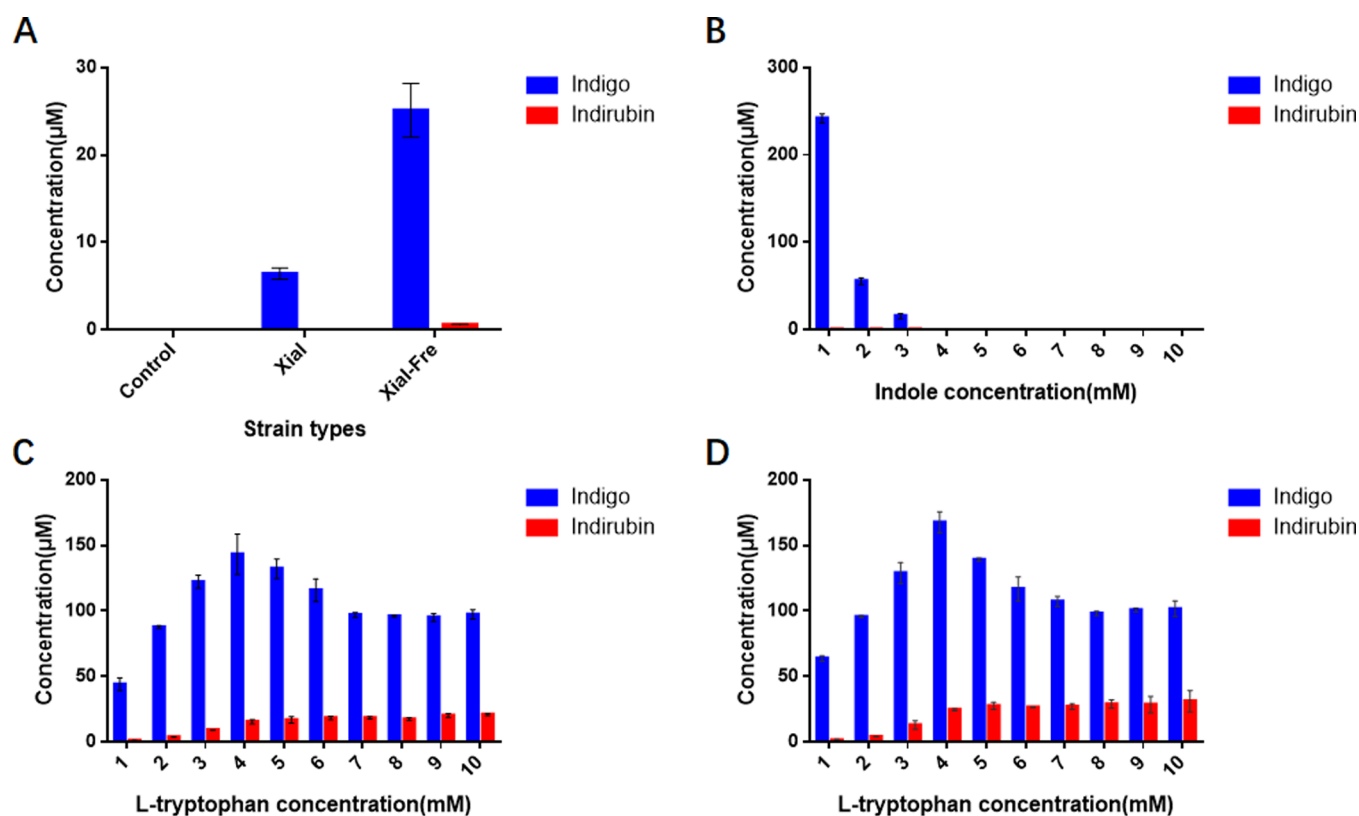 A
Concentration(μM)
30
20
10
0
Control
XiaI
XiaI-Fre
Strain types
Indigo
Indirubin
B
Concentration(μM)
300
200
100
0
1 2 3 4 5 6 7 8 9 10
Indole concentration(mM)
Indigo
Indirubin
C
Concentration(μM)
200
150
100
50
0
1 2 3 4 5 6 7 8 9 10
L-tryptophan concentration(mM)
Indigo
Indirubin
D
Concentration(μM)
200
150
100
50
0
1 2 3 4 5 6 7 8 9 10
L-tryptophan concentration(mM)
Indigo
Indirubin